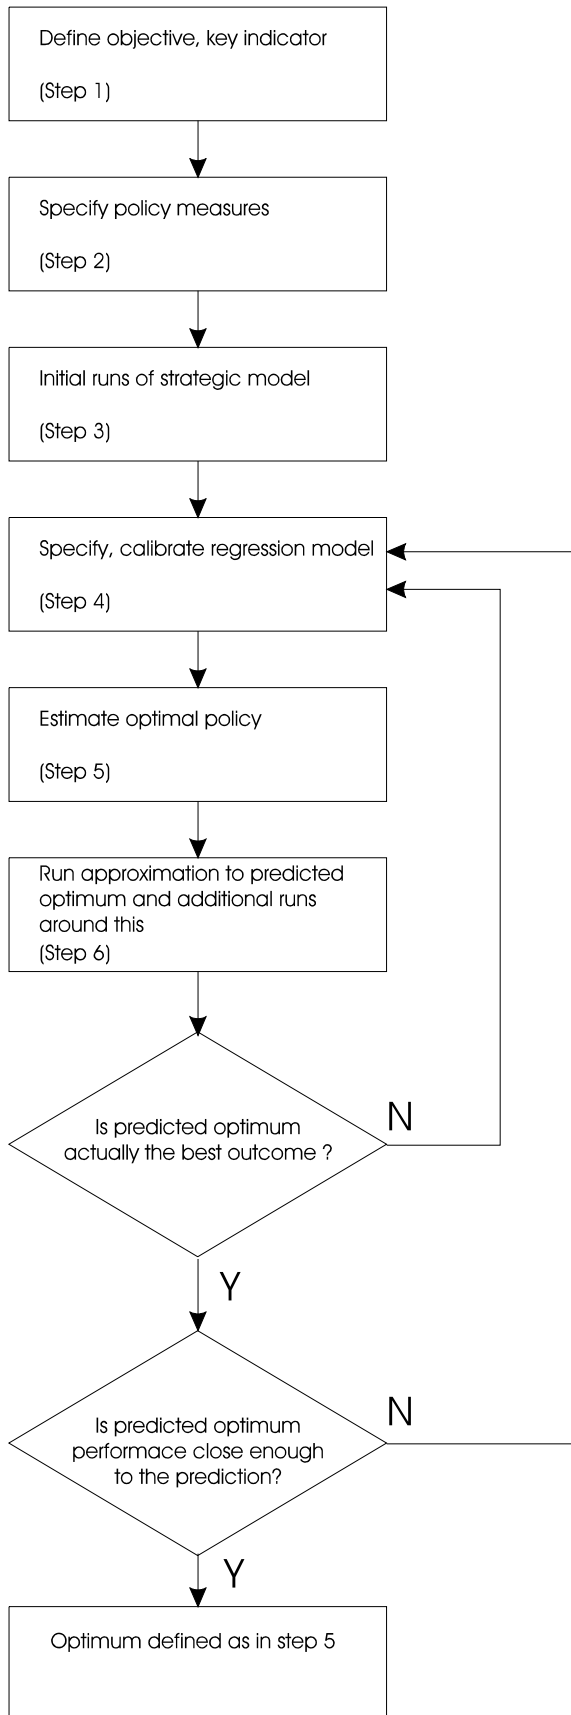 Define objective, key indicator
(Step 1)
Specify policy measures
(Step 2)
Initial runs of strategic model
(Step 3)
Specify, calibrate regression model
(Step 4)
Estimate optimal policy
(Step 5)
Run approximation to predicted
optimum and additional runs
around this
(Step 6)
Is predicted optimum
actually the best outcome ?
N
Y
Is predicted optimum
performace close enough
to the prediction?
N
Y
Optimum defined as in step 5